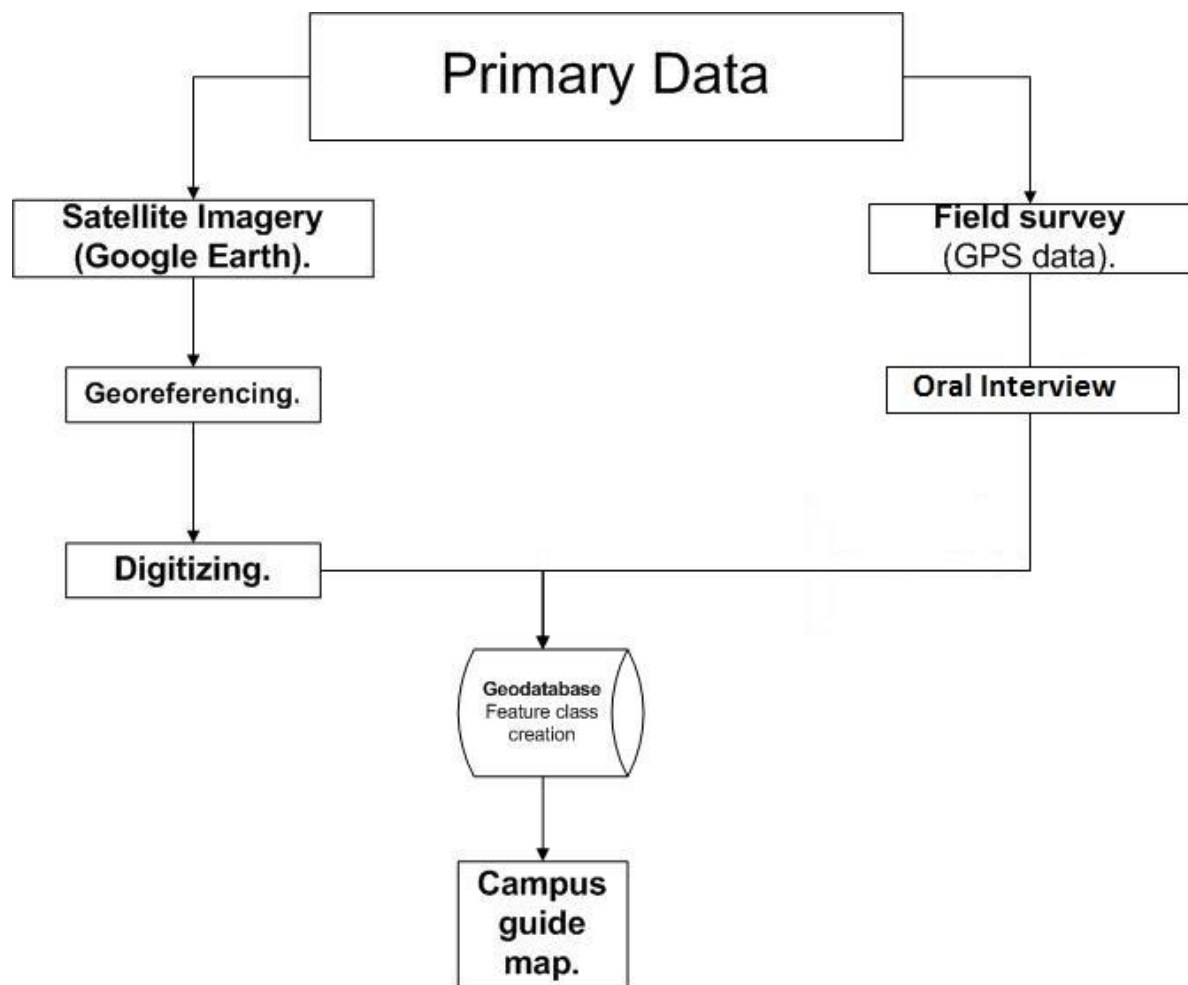 Primary Data
Satellite Imagery
(Google Earth).
Field survey
(GPS data).
Georeferencing.
Oral Interview
Digitizing.
Geodatabase
Feature class
creation
Campus
guide
map.